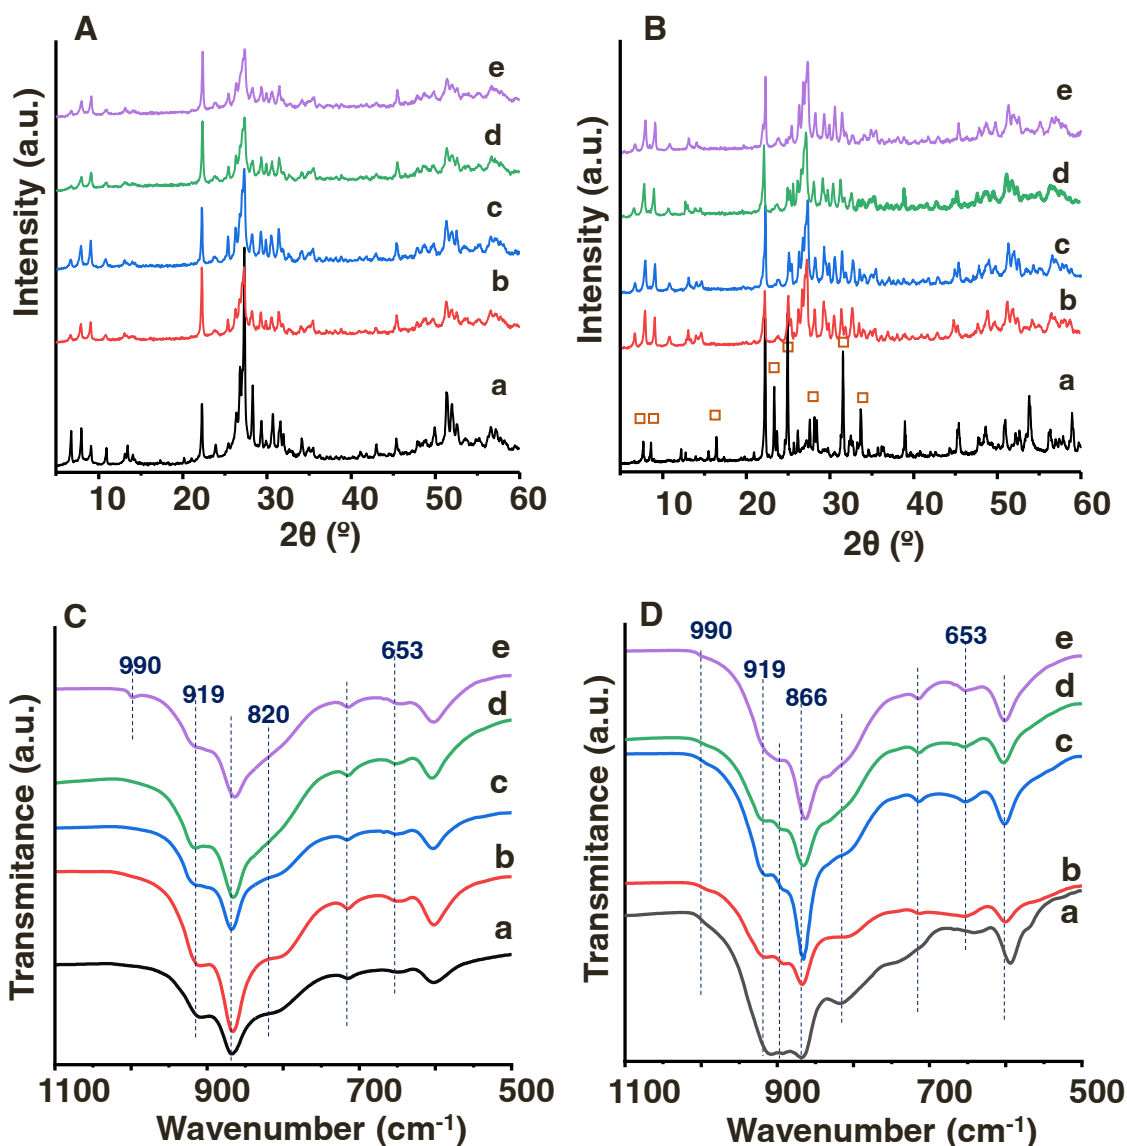 A
Intensity (a.u.)
e
d
c
b
a
10 20 30 40 50 60
2θ (º)
B
Intensity (a.u.)
e
d
c
b
a
10 20 30 40 50 60
2θ (º)
C
Transmitance (a.u.)
990
919
820
653
e
d
c
b
a
1100 900 700 500
Wavenumber (cm-1)
D
Transmitance (a.u.)
990
919
866
653
e
d
c
b
a
1100 900 700 500
Wavenumber (cm-1)